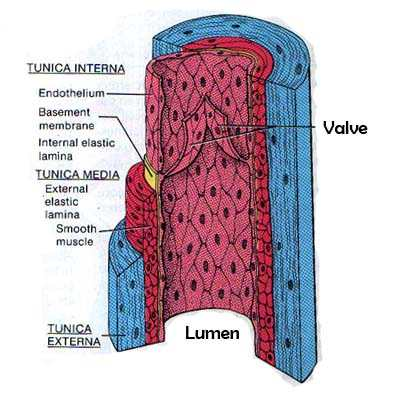 TUNICA INTERNA
Endothelium
Basement
membrane
Internal elastic
lamina
TUNICA MEDIA
External
elastic
lamina
Smooth
muscle
TUNICA
EXTERNA
Valve
Lumen